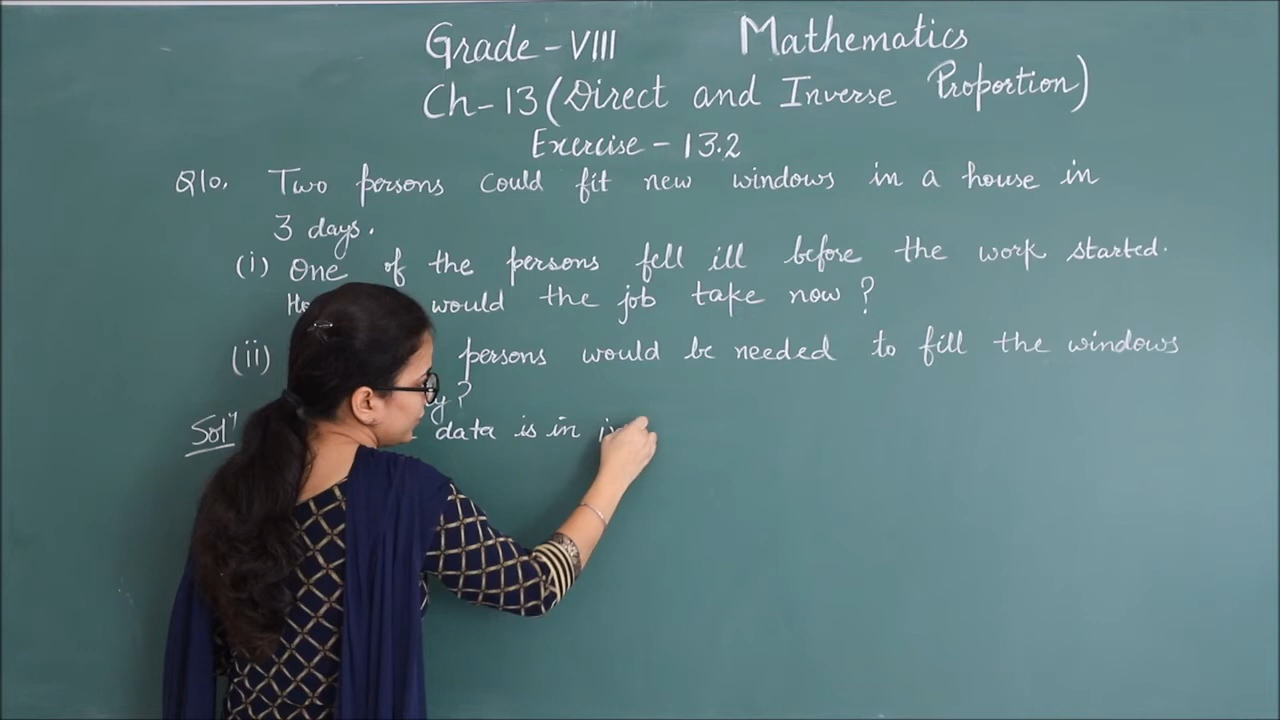 Grade-VIII Mathematics
Ch-13 (Direct and Inverse Proportion)
Exercise - 13.2
Q10. Two persons could fit new windows in a house in
3 days.
(i) One of the persons fell ill before the work started.
would the job take now ?
(ii) persons would be needed to fill the windows
?
Solⁿ data is in